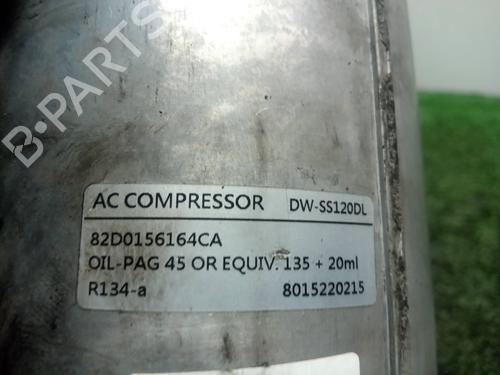 B-PARTS
AC COMPRESSOR DW-SS120DL
82D0156164CA
OIL-PAG 45 OR EQUIV. 135 + 20ml
R134-a 8015220215